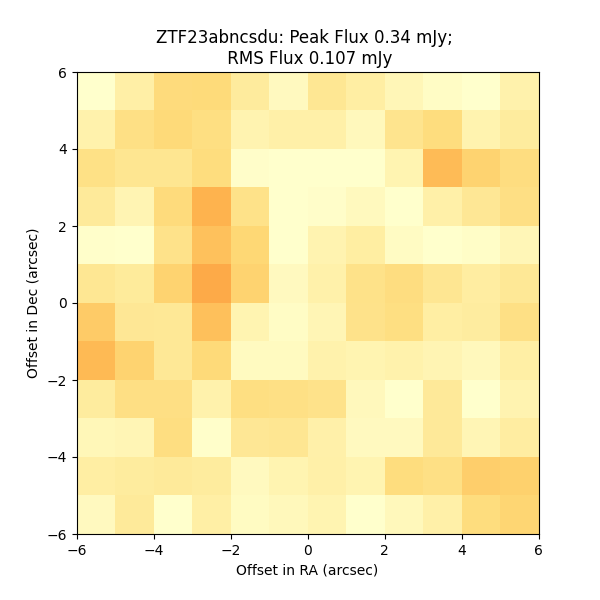 ZTF23abncsdu: Peak Flux 0.34 mJy;
RMS Flux 0.107 mJy
6
4
2
0
−2
−4
−6
Offset in Dec (arcsec)
−6 −4 −2 0 2 4 6
Offset in RA (arcsec)